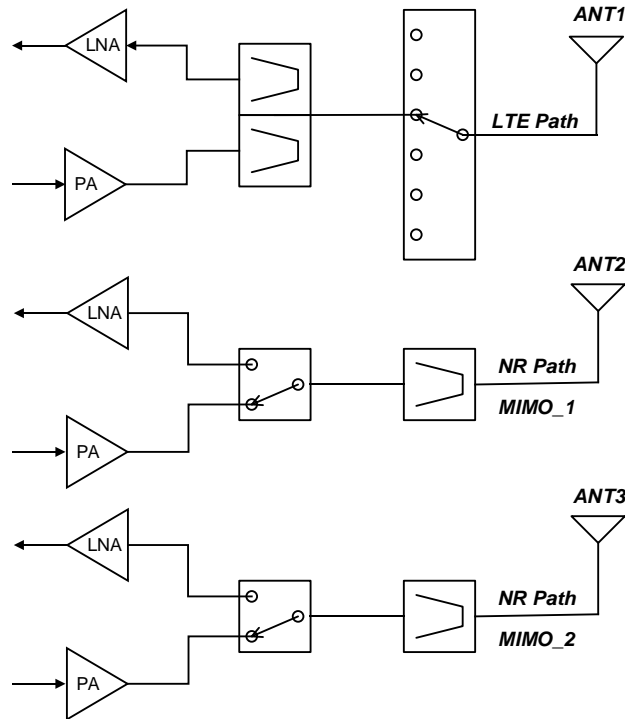 ANT1
LNA
LTE Path
PA
ANT2
LNA
NR Path
MIMO_1
PA
ANT3
LNA
NR Path
MIMO_2
PA